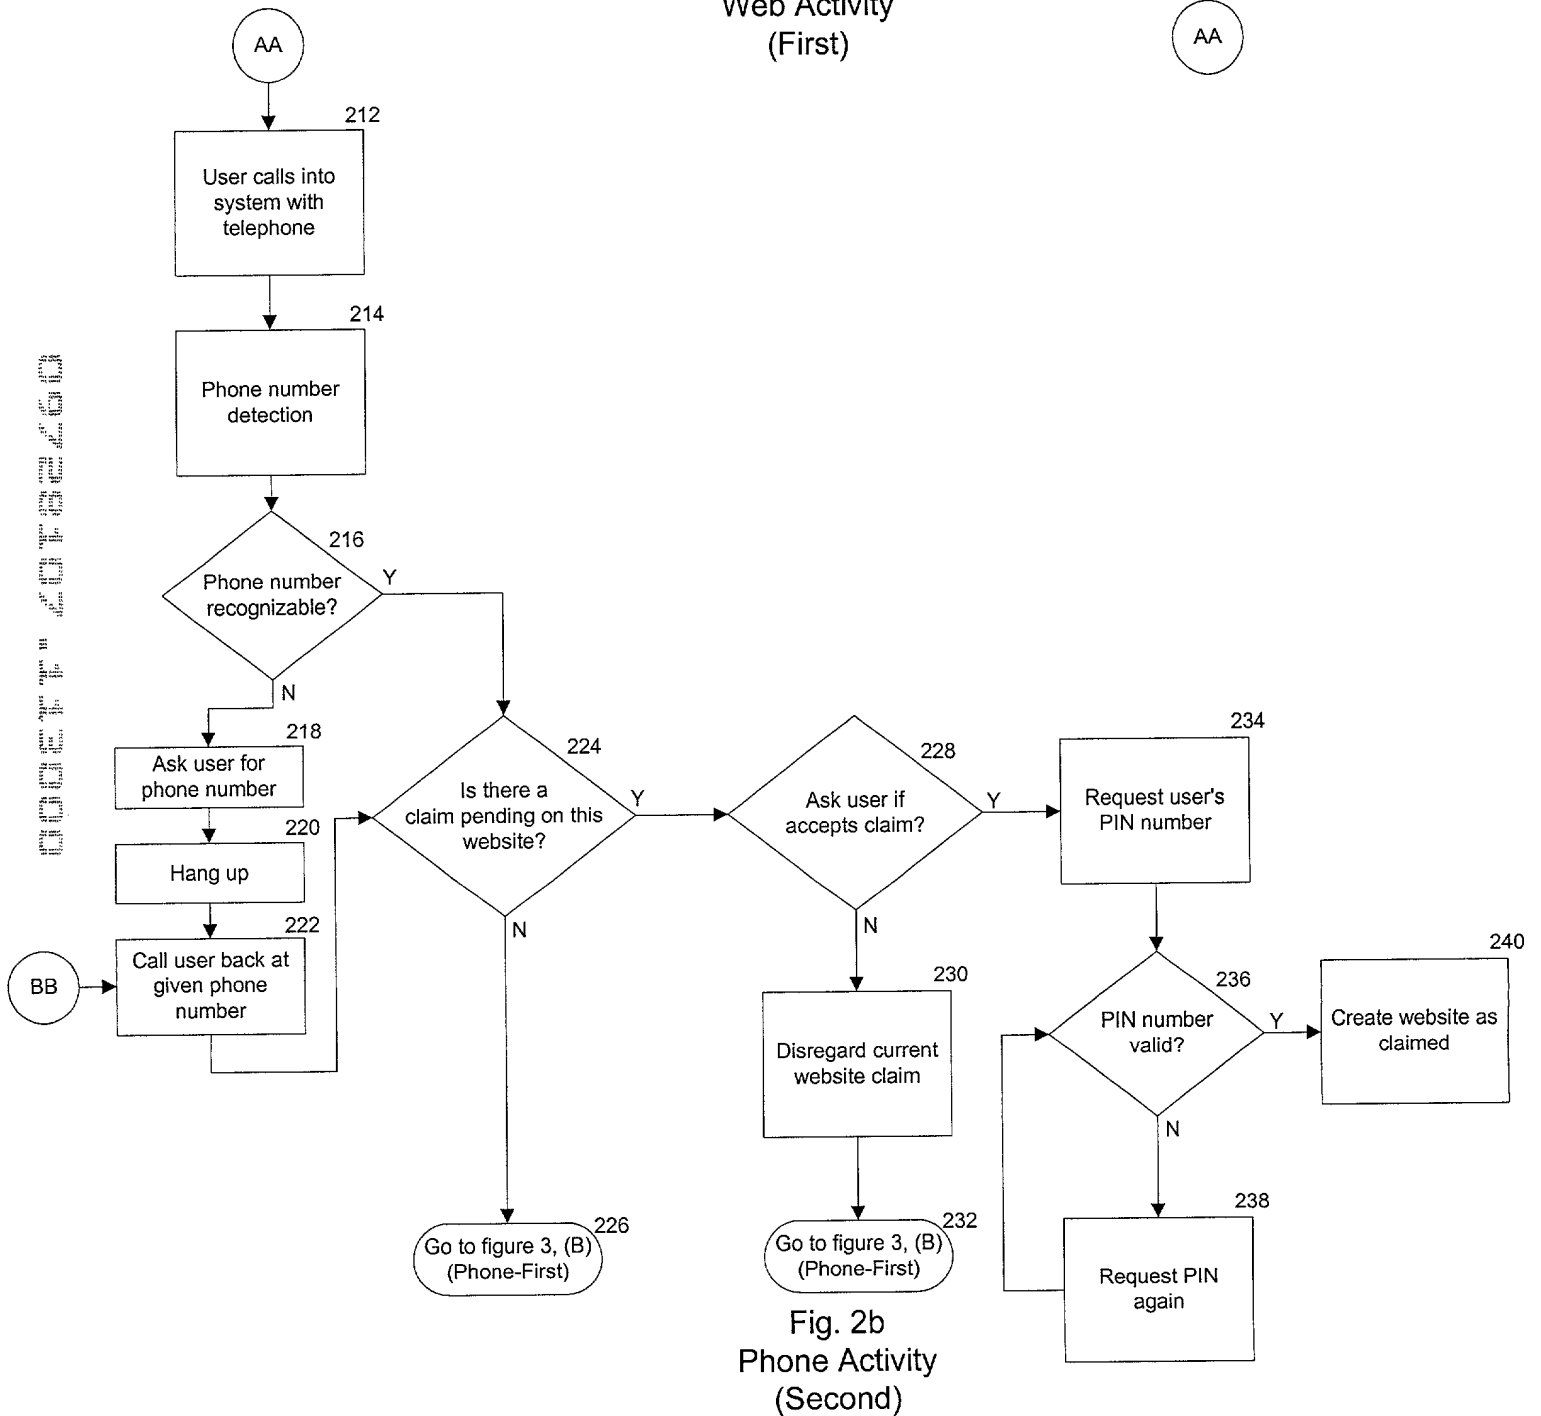 Web Activity
(First)
AA
AA
212
User calls into
system with
telephone
214
Phone number
detection
216
Phone number
recognizable?
Y
N
218
Ask user for
phone number
220
Hang up
222
Call user back at
given phone
number
BB
224
Is there a
claim pending on this
website?
Y
N
226
Go to figure 3, (B)
(Phone-First)
228
Ask user if
accepts claim?
Y
N
230
Disregard current
website claim
232
Go to figure 3, (B)
(Phone-First)
234
Request user's
PIN number
236
PIN number
valid?
Y
N
238
Request PIN
again
240
Create website as
claimed
Fig. 2b
Phone Activity
(Second)